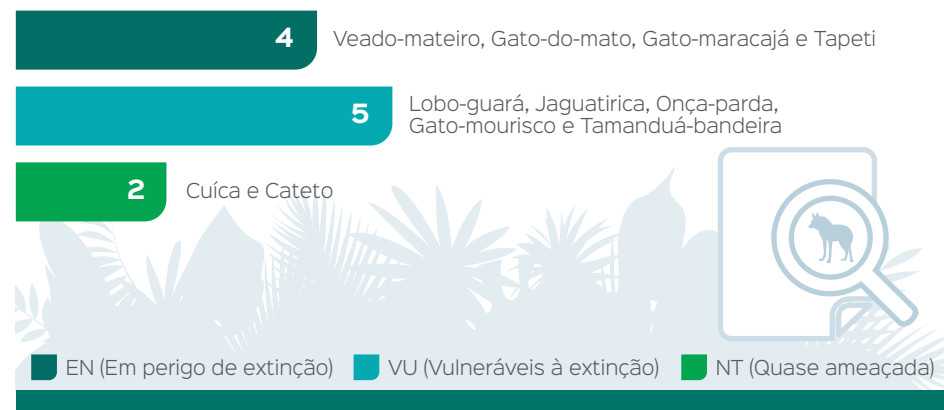 4 Veado-mateiro, Gato-do-mato, Gato-maracajá e Tapeti
5 Lobo-guará, Jaguatirica, Onça-parda,
Gato-mourisco e Tamanduá-bandeira
2 Cuíca e Cateto
EN (Em perigo de extinção) VU (Vulneráveis à extinção) NT (Quase ameaçada)